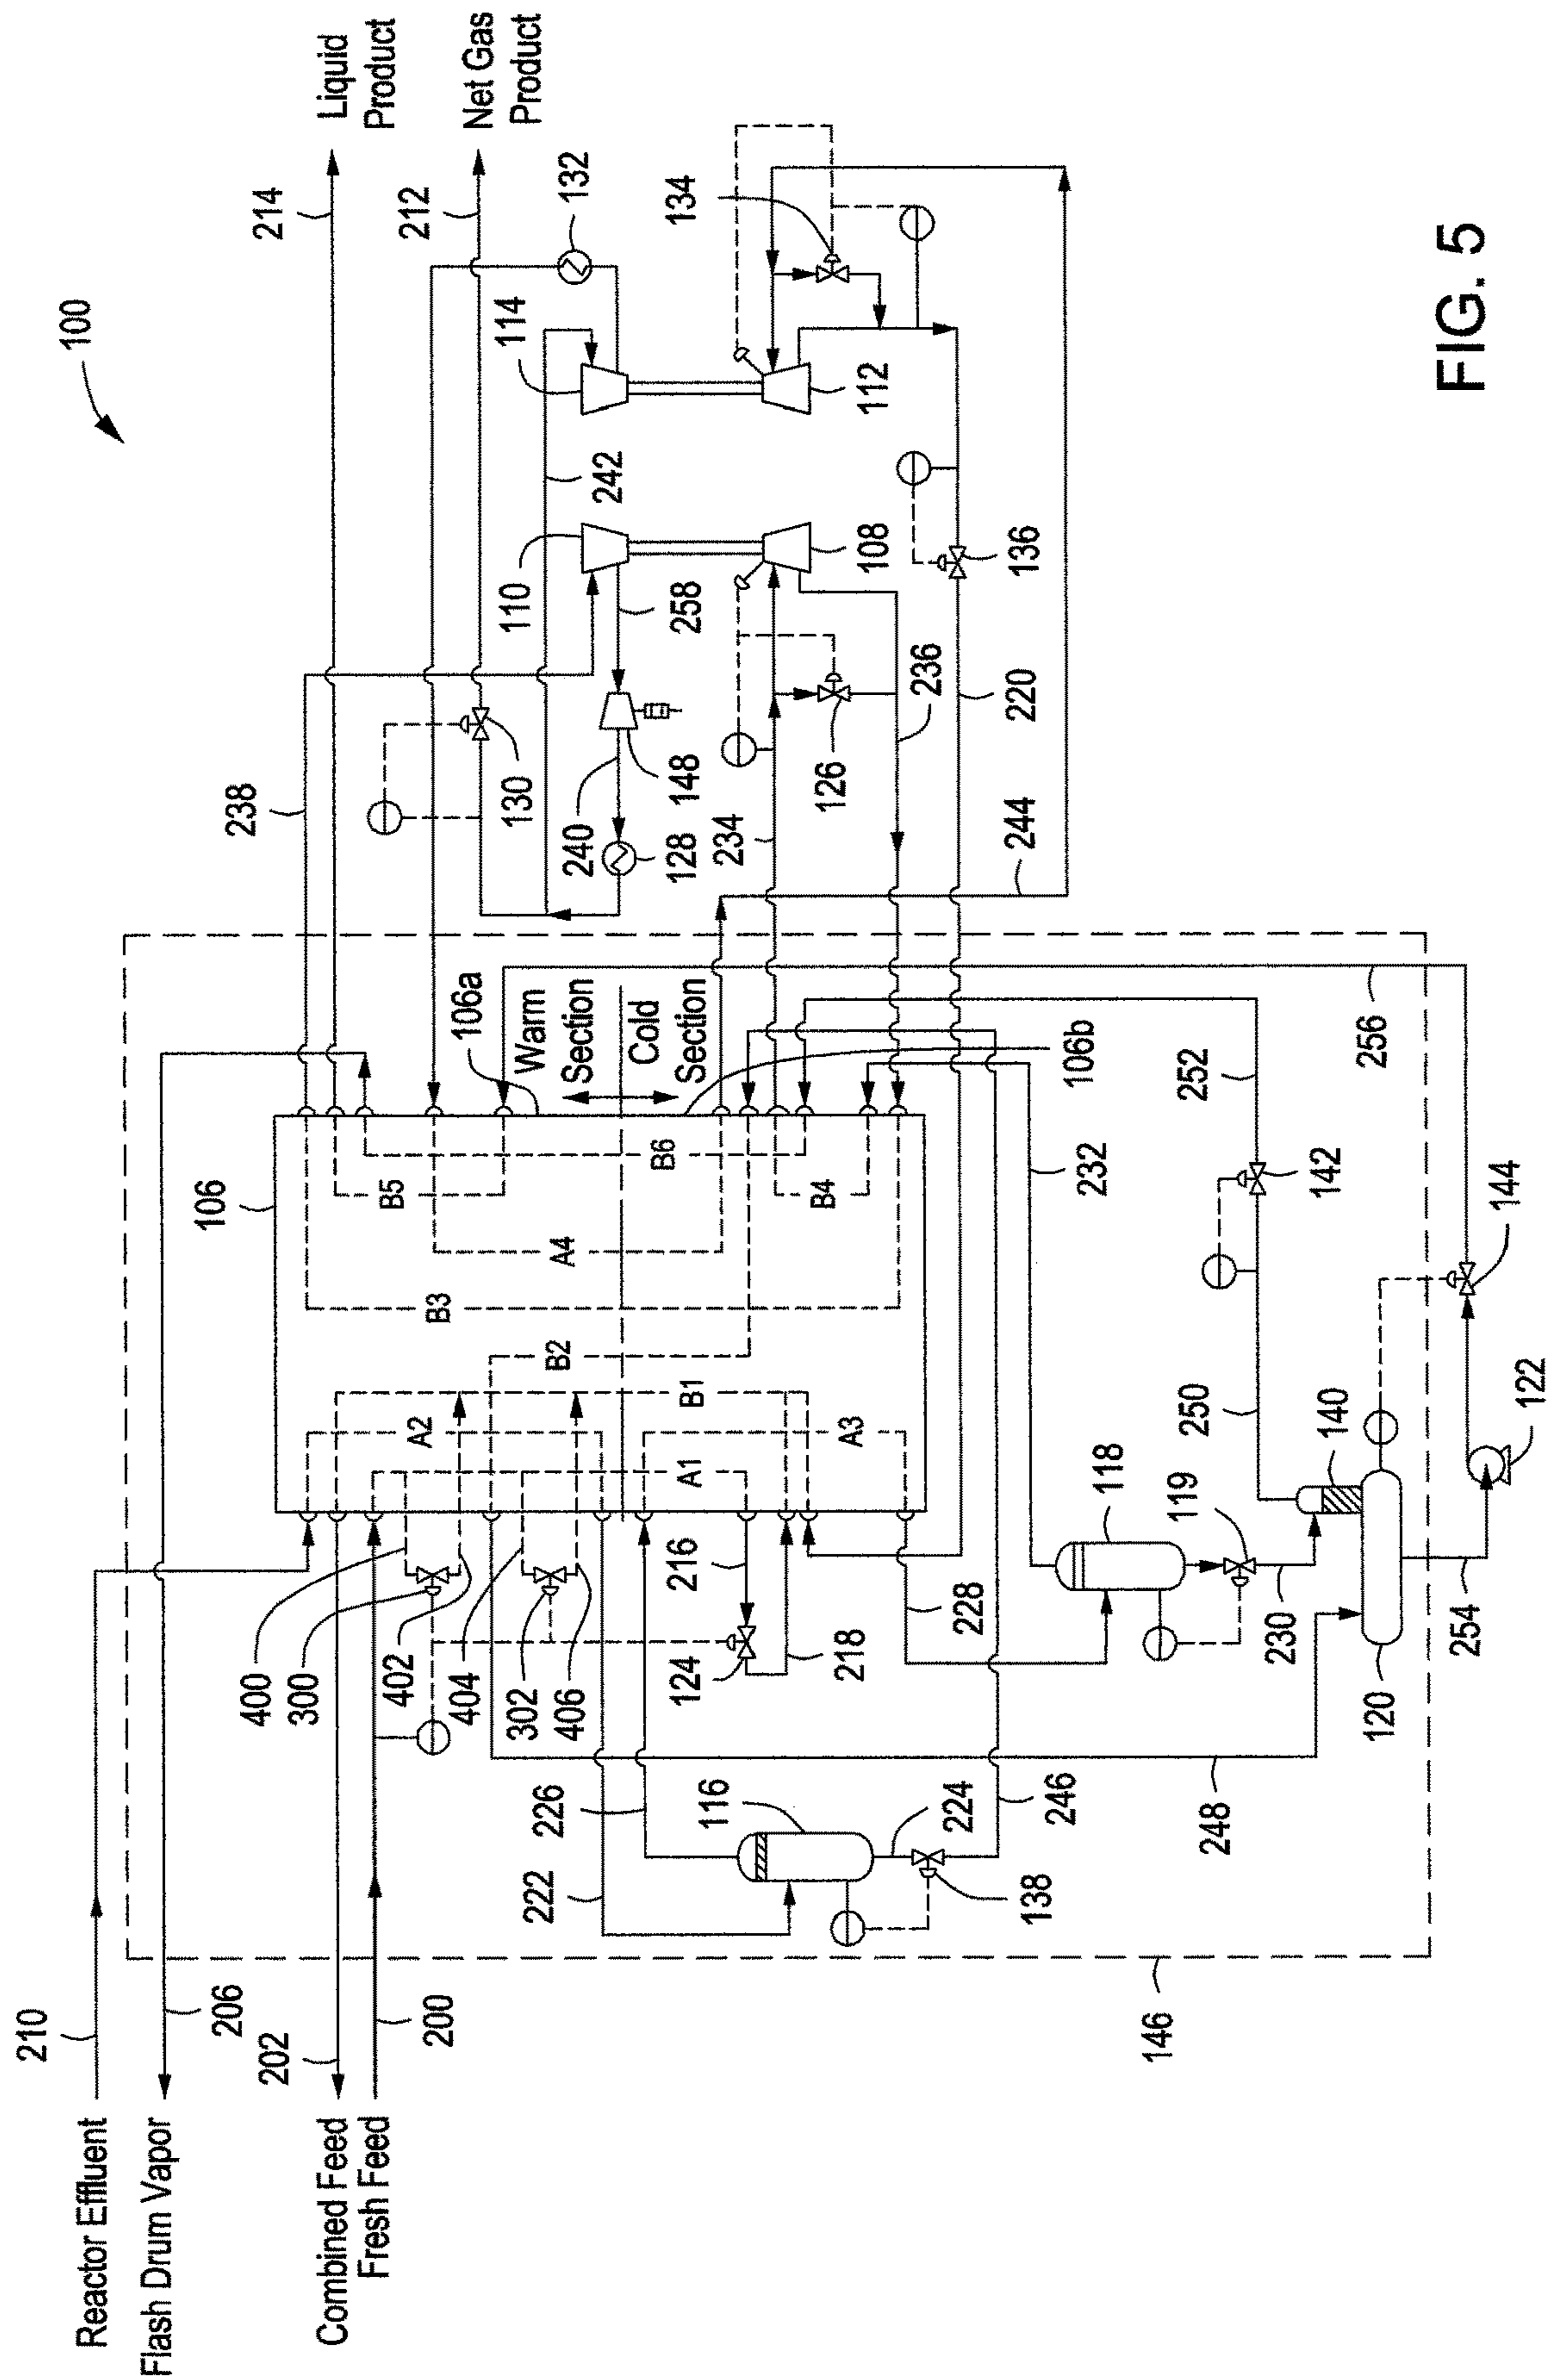 100
Liquid
Product
Net Gas
Product
214
212
132
134
114
112
242
110
108
258
136
238
130
148
126
236
220
240
128
234
244
106a
Warm
Section
Cold
Section
106b
106
B6
B5
B4
A4
B3
B2
B1
A2
A3
A1
256
252
232
142
144
250
140
118
119
122
400
300
402
404
302
406
124
216
218
228
230
254
120
226
116
224
246
248
222
138
146
210
206
202
200
Reactor Effluent
Flash Drum Vapor
Combined Feed
Fresh Feed
FIG. 5